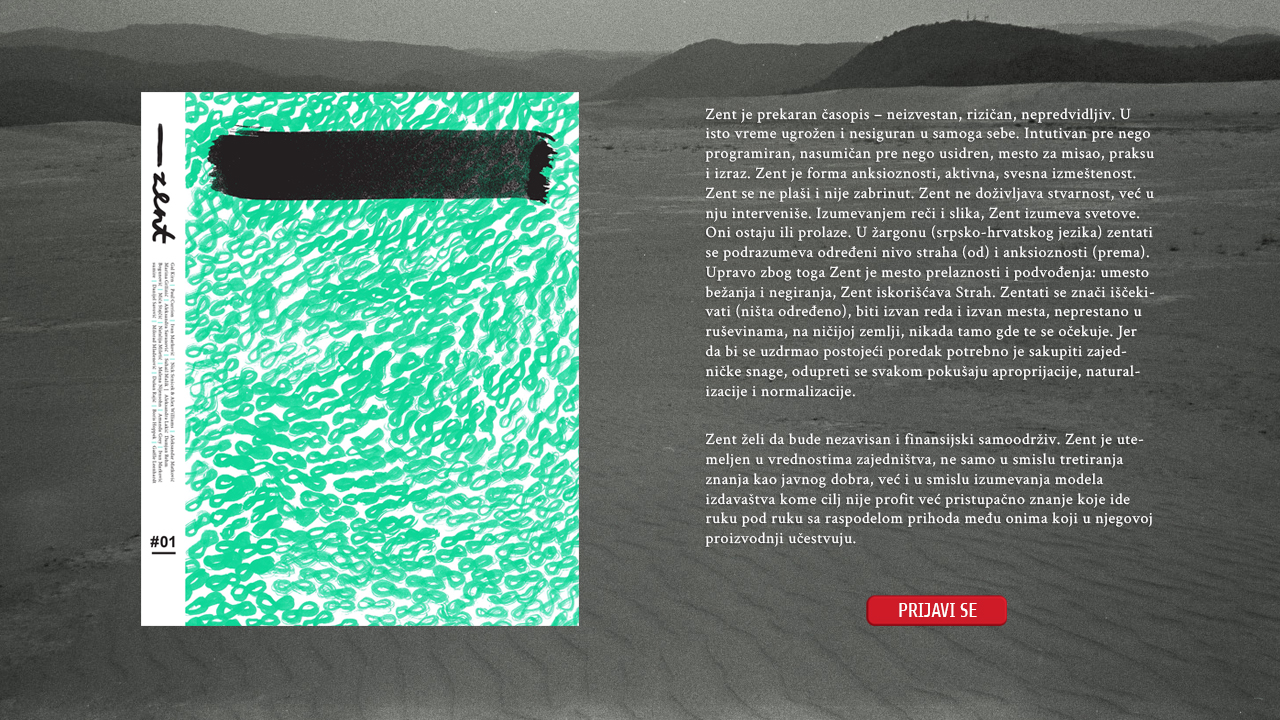 zent
#01
Zent je prekaran časopis – neizvestan, rizičan, nepredvidljiv. U
isto vreme ugrožen i nesiguran u samoga sebe. Intutivan pre nego
programiran, nasumičan pre nego usidren, mesto za misao, praksu
i izraz. Zent je forma anksioznosti, aktivna, svesna izmeštenost.
Zent se ne plaši i nije zabrinut. Zent ne doživljava stvarnost, već u
nju interveniše. Izumevanjem reči i slika, Zent izumeva svetove.
Oni ostaju ili prolaze. U žargonu (srpsko-hrvatskog jezika) zentati
se podrazumeva određeni nivo straha (od) i anksioznosti (prema).
Upravo zbog toga Zent je mesto prelaznosti i podvođenja: umesto
bežanja i negiranja, Zent iskorišćava Strah. Zentati se znači iščeki-
vati (ništa određeno), biti izvan reda i izvan mesta, neprestano u
ruševinama, na ničijoj zemlji, nikada tamo gde te se očekuje. Jer
da bi se uzdrmao postojeći poredak potrebno je sakupiti zajed-
ničke snage, odupreti se svakom pokušaju apropriacije, natural-
izacije i normalizacije.
Zent želi da bude nezavisan i finansijski samoodrživ. Zent je ute-
meljen u vrednostima zajedništva, ne samo u smislu tretiranja
znanja kao javnog dobra, već i u smislu izumevanja modela
izdavaštva kome cilj nije profit već pristupačno znanje koje ide
ruku pod ruku sa raspodelom prihoda među onima koji u njegovoj
proizvodnji učestvuju.
PRIJAVI SE